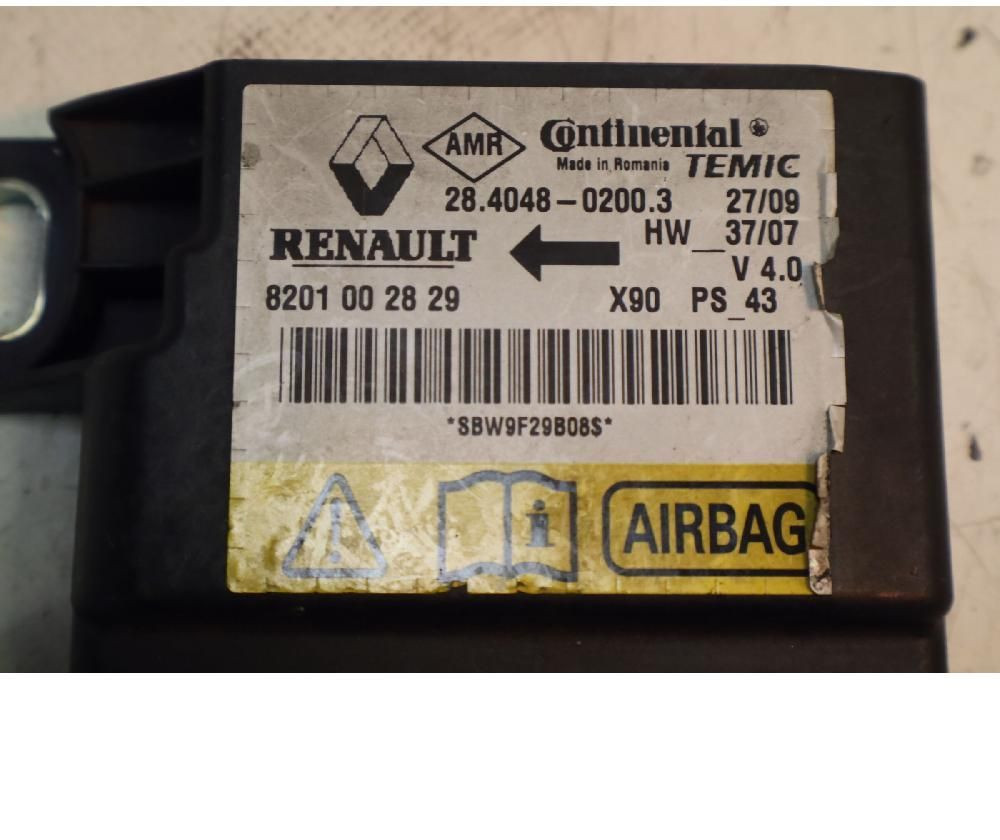 AMR Continental
Made in Romania TEMIC
28.4048-0200.3 27/09
RENAULT HW__37/07
V 4.0
8201 00 28 29 X90 PS_43
*SBW9F29B08$*
i AIRBAG